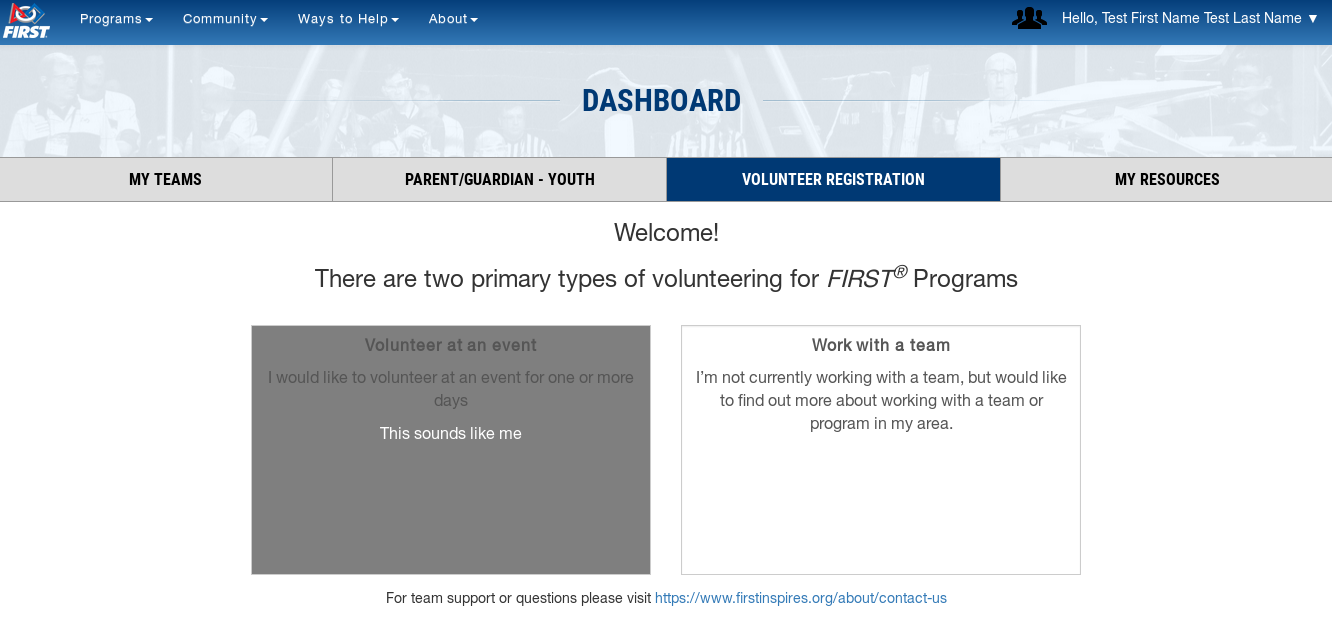 FIRST
Programs Community Ways to Help About
Hello, Test First Name Test Last Name ▼
DASHBOARD
MY TEAMS PARENT/GUARDIAN - YOUTH VOLUNTEER REGISTRATION MY RESOURCES
Welcome!
There are two primary types of volunteering for FIRST® Programs
Volunteer at an event
I would like to volunteer at an event for one or more
days
This sounds like me
Work with a team
I’m not currently working with a team, but would like
to find out more about working with a team or
program in my area.
For team support or questions please visit https://www.firstinspires.org/about/contact-us